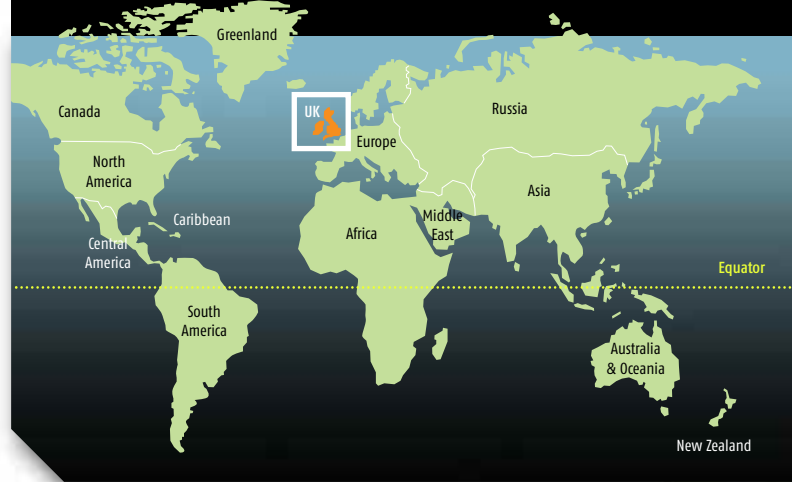 Greenland
Canada
UK
Russia
Europe
North
America
Asia
Caribbean
Africa
Middle
East
Central
America
Equator
South
America
Australia
& Oceania
New Zealand